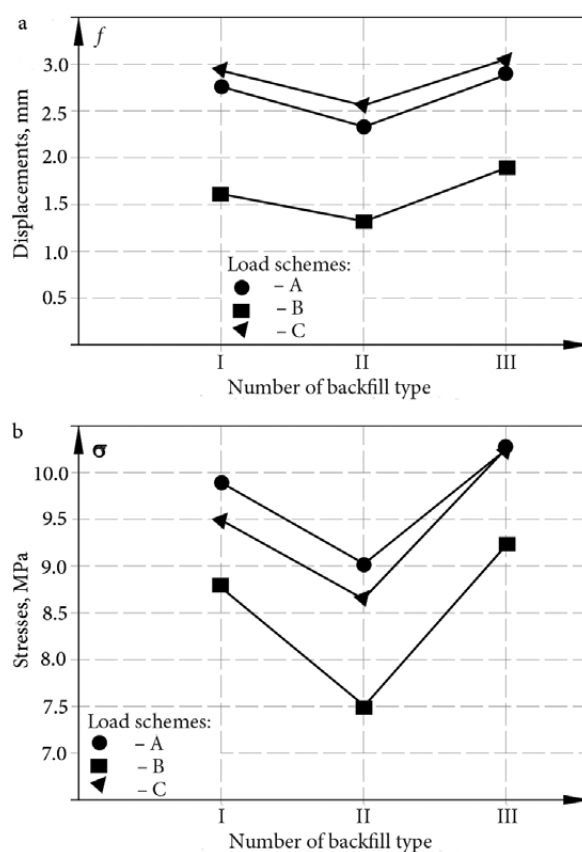 a
f
Displacements, mm
3.0
2.5
2.0
1.5
1.0
0.5
Load schemes:
– A
– B
– C
I II III
Number of backfill type
b
σ
Stresses, MPa
10.0
9.5
9.0
8.5
8.0
7.5
7.0
Load schemes:
– A
– B
– C
I II III
Number of backfill type